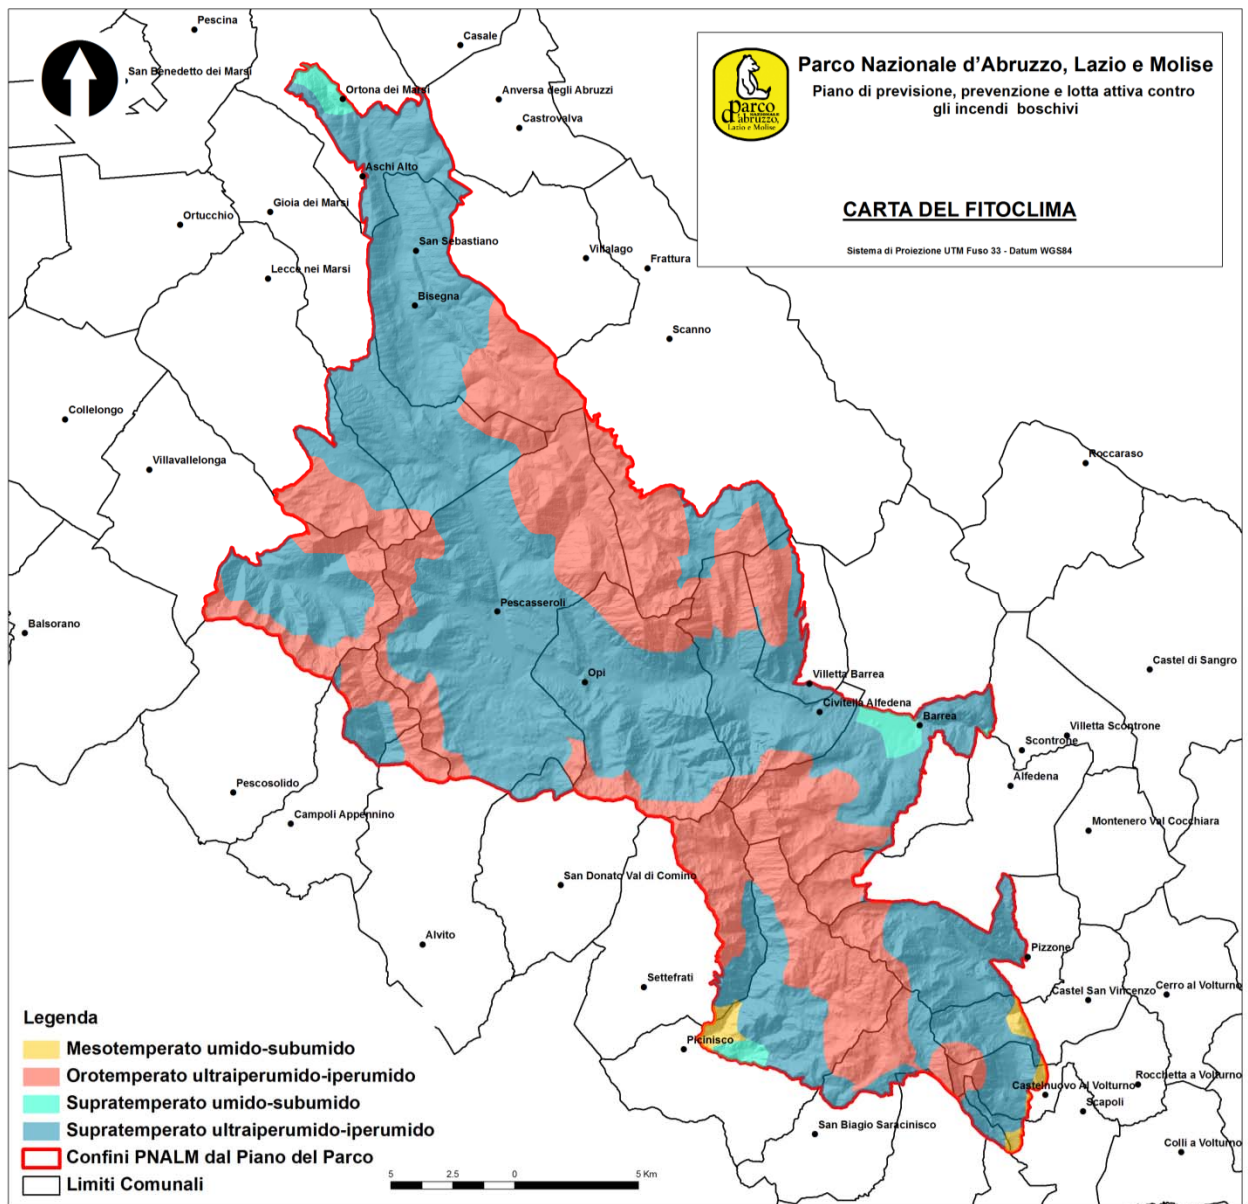 Parco Nazionale d'Abruzzo, Lazio e Molise
Piano di previsione, prevenzione e lotta attiva contro
gli incendi boschivi
Parco
NAZIONALE
d'abruzzo,
Lazio e Molise
CARTA DEL FITOCLIMA
Sistema di Proiezione UTM Fuso 33 - Datum WGS84
Pescina
Casale
San Benedetto dei Marsi
Ortona dei Marsi
Anversa degli Abruzzi
Castrovalva
Aschi Alto
Gioia dei Marsi
Ortucchio
San Sebastiano
Villalago
Frattura
Lecce nei Marsi
Bisegna
Scanno
Collelongo
Villavallelonga
Roccaraso
Pescasseroli
Balsorano
Opi
Villetta Barrea
Castel di Sangro
Civitella Alfedena
Barrea
Villetta Scontrone
Scontrone
Alfedena
Pescosolido
Campoli Appennino
Montenero Val Cocchiara
San Donato Val di Comino
Alvito
Pizzone
Settefrati
Castel San Vincenzo
Cerro al Volturno
Picinisco
Castelnuovo Al Volturno
Rocchetta a Volturno
Scapoli
San Biagio Saracinisco
Colli a Volturno
Legenda
Mesotemperato umido-subumido
Orotemperato ultraiperumido-iperumido
Supratemperato umido-subumido
Supratemperato ultraiperumido-iperumido
Confini PNALM dal Piano del Parco
Limiti Comunali
5 2.5 0 5 Km